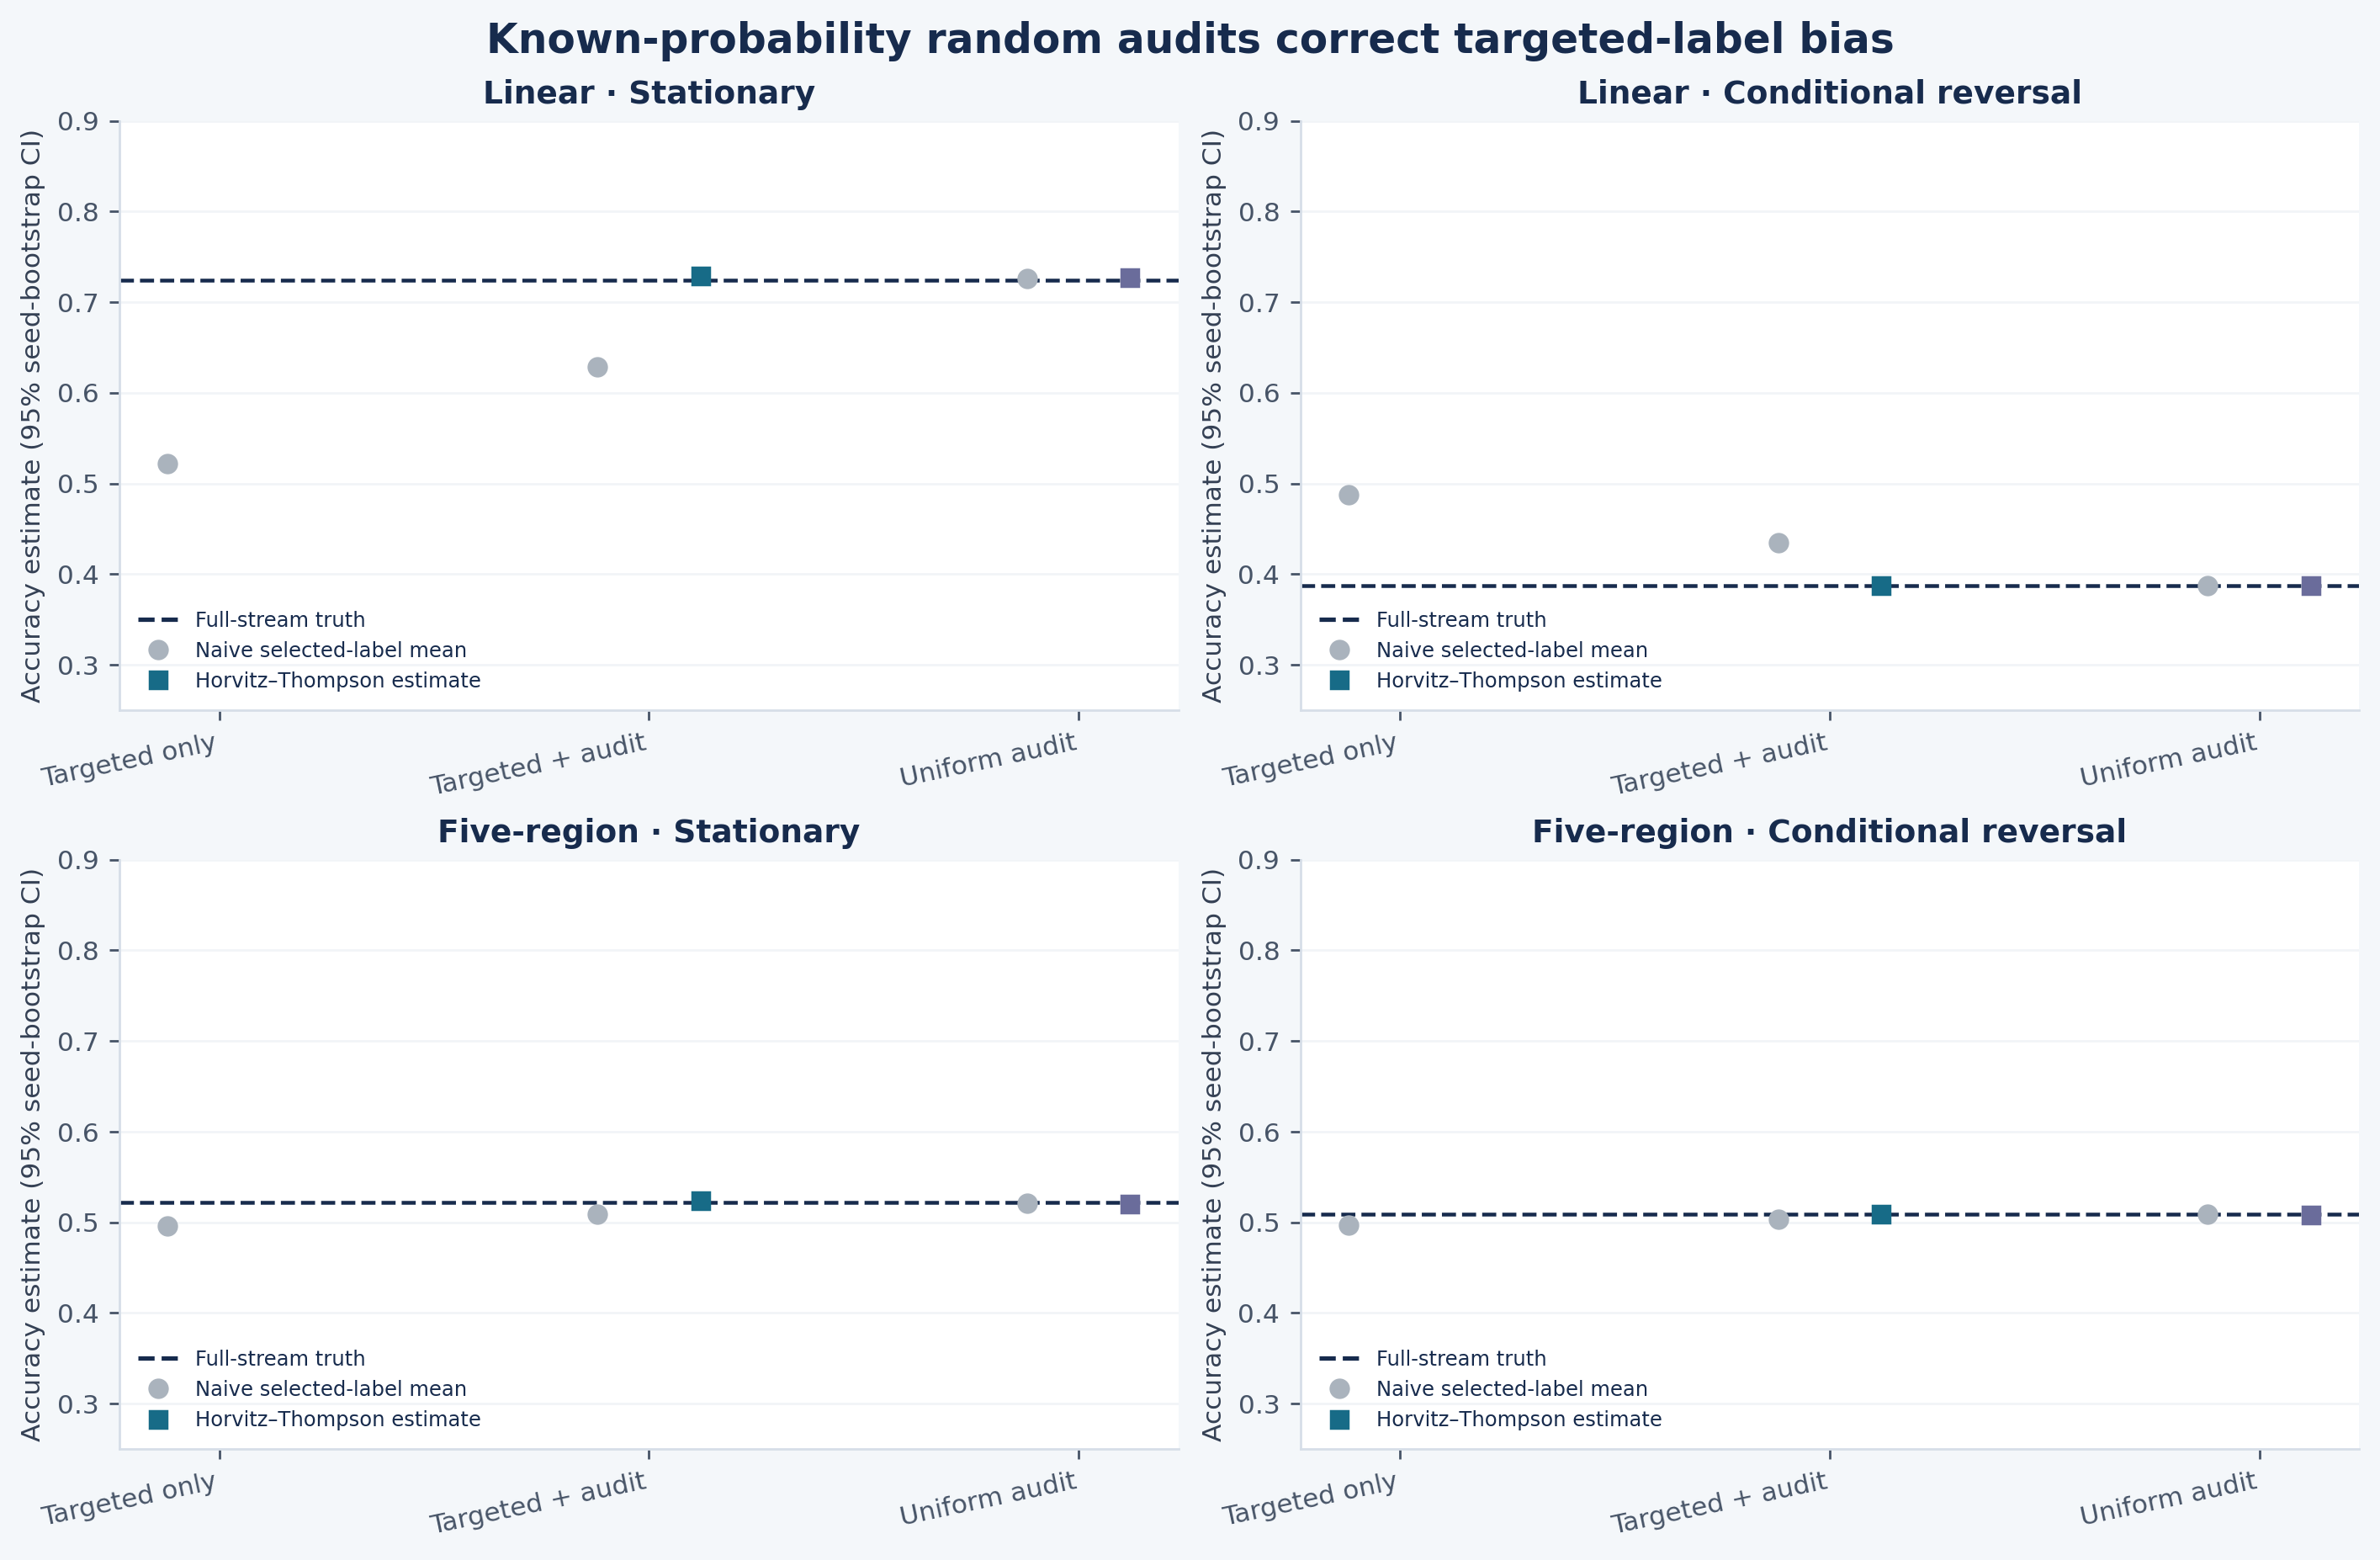 Known-probability random audits correct targeted-label bias
Linear · Stationary
Accuracy estimate (95% seed-bootstrap CI)
0.9
0.8
0.7
0.6
0.5
0.4
0.3
Full-stream truth
Naive selected-label mean
Horvitz–Thompson estimate
Targeted only
Targeted + audit
Uniform audit
Linear · Conditional reversal
Accuracy estimate (95% seed-bootstrap CI)
0.9
0.8
0.7
0.6
0.5
0.4
0.3
Full-stream truth
Naive selected-label mean
Horvitz–Thompson estimate
Targeted only
Targeted + audit
Uniform audit
Five-region · Stationary
Accuracy estimate (95% seed-bootstrap CI)
0.9
0.8
0.7
0.6
0.5
0.4
0.3
Full-stream truth
Naive selected-label mean
Horvitz–Thompson estimate
Targeted only
Targeted + audit
Uniform audit
Five-region · Conditional reversal
Accuracy estimate (95% seed-bootstrap CI)
0.9
0.8
0.7
0.6
0.5
0.4
0.3
Full-stream truth
Naive selected-label mean
Horvitz–Thompson estimate
Targeted only
Targeted + audit
Uniform audit